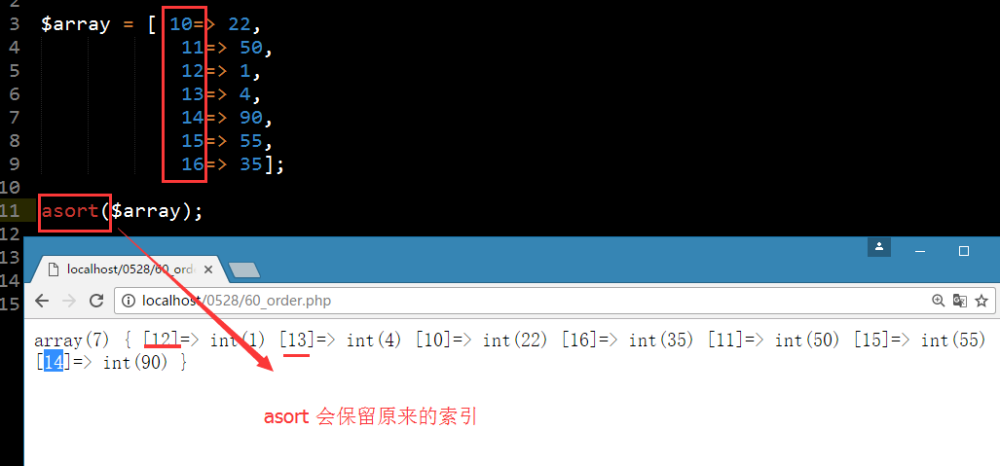 2
3 $array = [ 10=> 22,
4 11=> 50,
5 12=> 1,
6 13=> 4,
7 14=> 90,
8 15=> 55,
9 16=> 35];
10
11 asort($array);
12
13
14
15
localhost/0528/60_orde
localhost/0528/60_order.php
array(7) { [12]=> int(1) [13]=> int(4) [10]=> int(22) [16]=> int(35) [11]=> int(50) [15]=> int(55)
[14]=> int(90) }
asort 会保留原来的索引